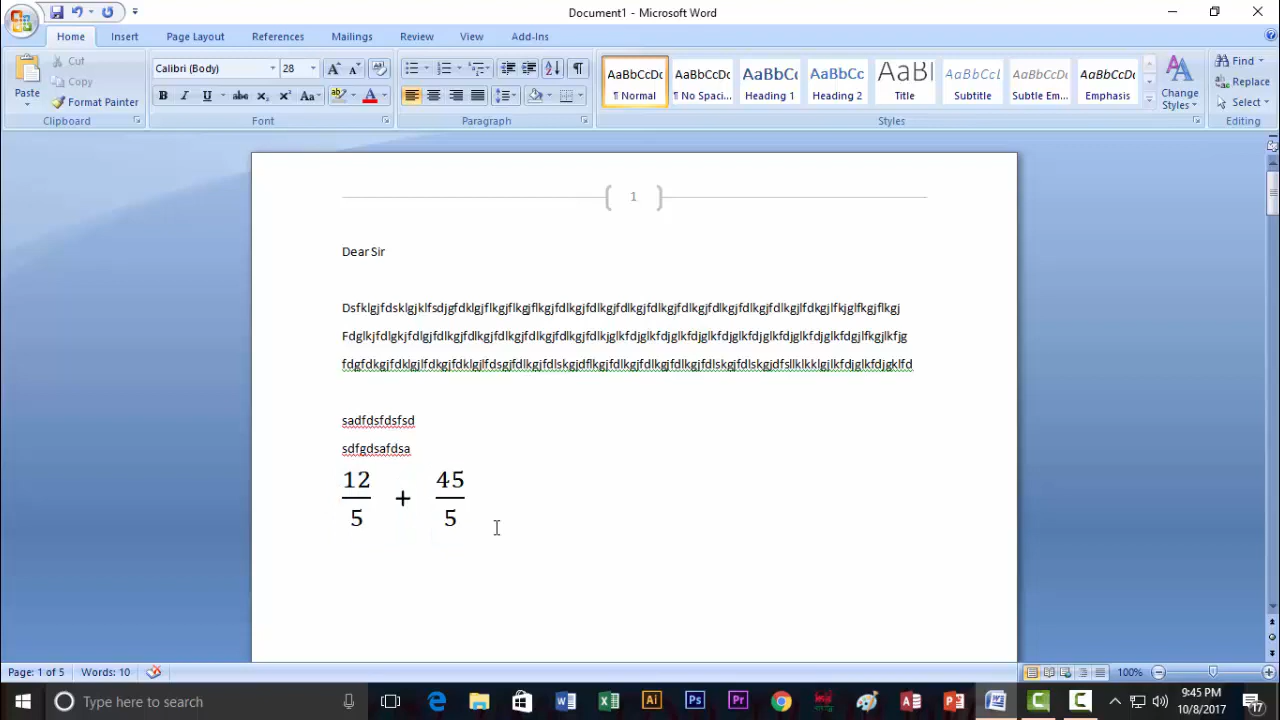 Document1 - Microsoft Word
Home Insert Page Layout References Mailings Review View Add-Ins
Paste
Cut
Copy
Format Painter
Clipboard
Calibri (Body) 28
Font
Paragraph
AaBbCcDc AaBbCcDc AaBbCc AaBbCc AaBl AaBbCcL AaBbCcDc AaBbCcDc
¶ Normal ¶ No Spaci... Heading 1 Heading 2 Title Subtitle Subtle Em... Emphasis
Change Styles
Styles
Find
Replace
Select
Editing
1
Dear Sir
sadfdsfdsfsd
sdfgdsafdsa
12 45
+
5 5
Page: 1 of 5 Words: 10 100%
Type here to search
9:45 PM
10/8/2017
17